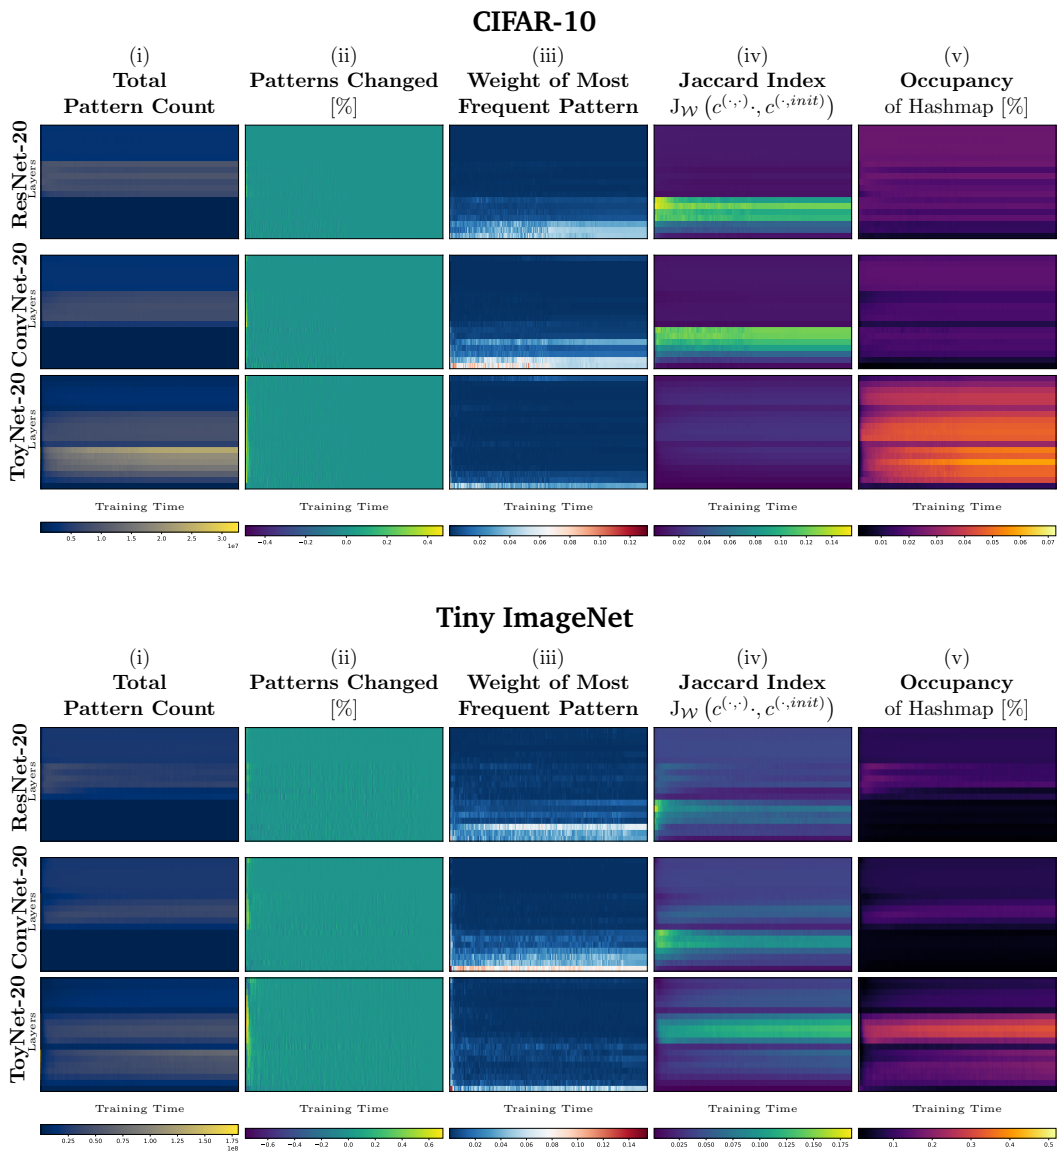 CIFAR-10
(i) (ii) (iii) (iv) (v)
Total Patterns Changed Weight of Most Jaccard Index Occupancy
Pattern Count [%] Frequent Pattern J_W (c^(·,·)·, c^(·,init)) of Hashmap [%]
ResNet-20
Layers
ConvNet-20
Layers
ToyNet-20
Layers
Training Time Training Time Training Time Training Time Training Time
0.5 1.0 1.5 2.0 2.5 3.0 −0.4 −0.2 0.0 0.2 0.4 0.02 0.04 0.06 0.08 0.10 0.12 0.02 0.04 0.06 0.08 0.10 0.12 0.14 0.01 0.02 0.03 0.04 0.05 0.06 0.07
1e7
Tiny ImageNet
(i) (ii) (iii) (iv) (v)
Total Patterns Changed Weight of Most Jaccard Index Occupancy
Pattern Count [%] Frequent Pattern J_W (c^(·,·)·, c^(·,init)) of Hashmap [%]
ResNet-20
Layers
ConvNet-20
Layers
ToyNet-20
Layers
Training Time Training Time Training Time Training Time Training Time
0.25 0.50 0.75 1.00 1.25 1.50 1.75 −0.6 −0.4 −0.2 0.0 0.2 0.4 0.6 0.02 0.04 0.06 0.08 0.10 0.12 0.14 0.025 0.050 0.075 0.100 0.125 0.150 0.175 0.1 0.2 0.3 0.4 0.5
1e8